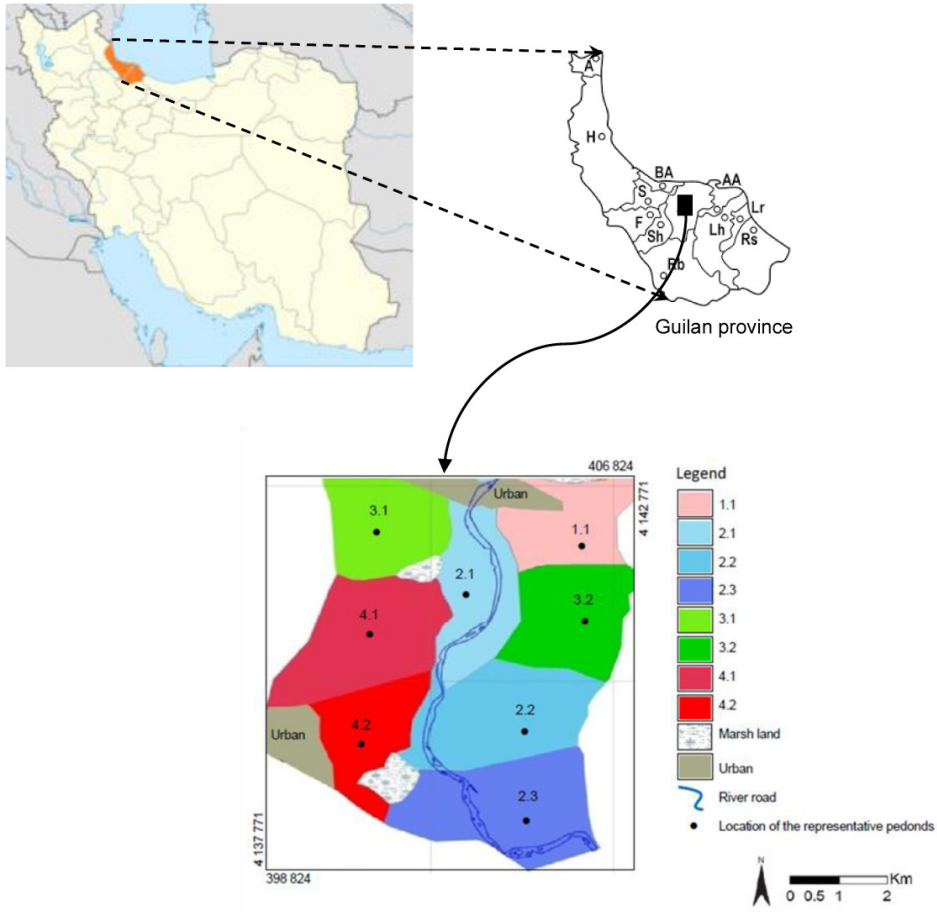 A
H
BA
AA
S
Lr
F
Lh
Sh
Rs
Rb
Guilan province
406 824
4 142 771
Legend
Urban
1.1
3.1
2.1
1.1
2.2
2.1
2.3
3.2
3.1
4.1
3.2
4.1
4.2
2.2
4.2
Marsh land
Urban
Urban
River road
2.3
Location of the representative pedonds
4 137 771
398 824
N
Km
0 0.5 1 2